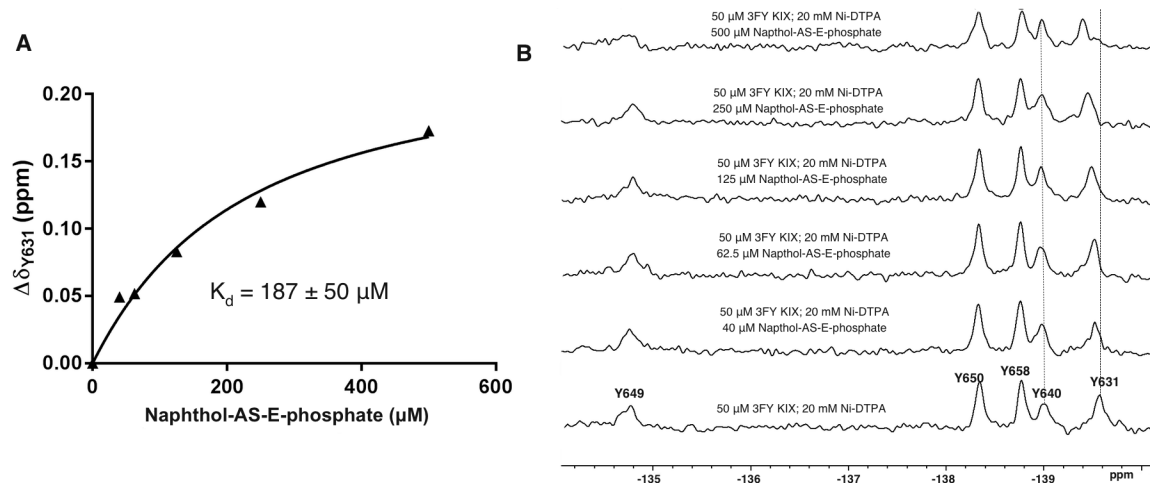 A
0.20
0.15
0.10
0.05
0.00
ΔδY631 (ppm)
Kd = 187 ± 50 µM
0
200
400
600
Naphthol-AS-E-phosphate (µM)
B
50 µM 3FY KIX; 20 mM Ni-DTPA
500 µM Napthol-AS-E-phosphate
50 µM 3FY KIX; 20 mM Ni-DTPA
250 µM Napthol-AS-E-phosphate
50 µM 3FY KIX; 20 mM Ni-DTPA
125 µM Napthol-AS-E-phosphate
50 µM 3FY KIX; 20 mM Ni-DTPA
62.5 µM Napthol-AS-E-phosphate
50 µM 3FY KIX; 20 mM Ni-DTPA
40 µM Napthol-AS-E-phosphate
Y649
Y650
Y658
Y640
Y631
50 µM 3FY KIX; 20 mM Ni-DTPA
-135
-136
-137
-138
-139
ppm